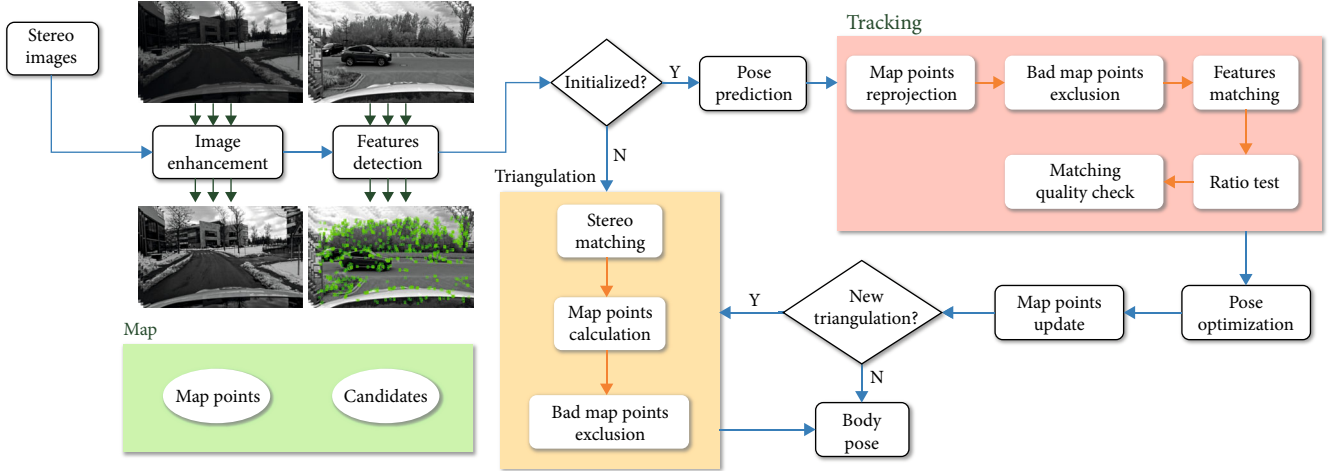 Stereo
images
Image
enhancement
Features
detection
Initialized?
Y
N
Pose
prediction
Tracking
Map points
reprojection
Bad map points
exclusion
Features
matching
Ratio test
Matching
quality check
Pose
optimization
Map points
update
New
triangulation?
Y
N
Triangulation
Stereo
matching
Map points
calculation
Bad map points
exclusion
Body
pose
Map
Map points
Candidates